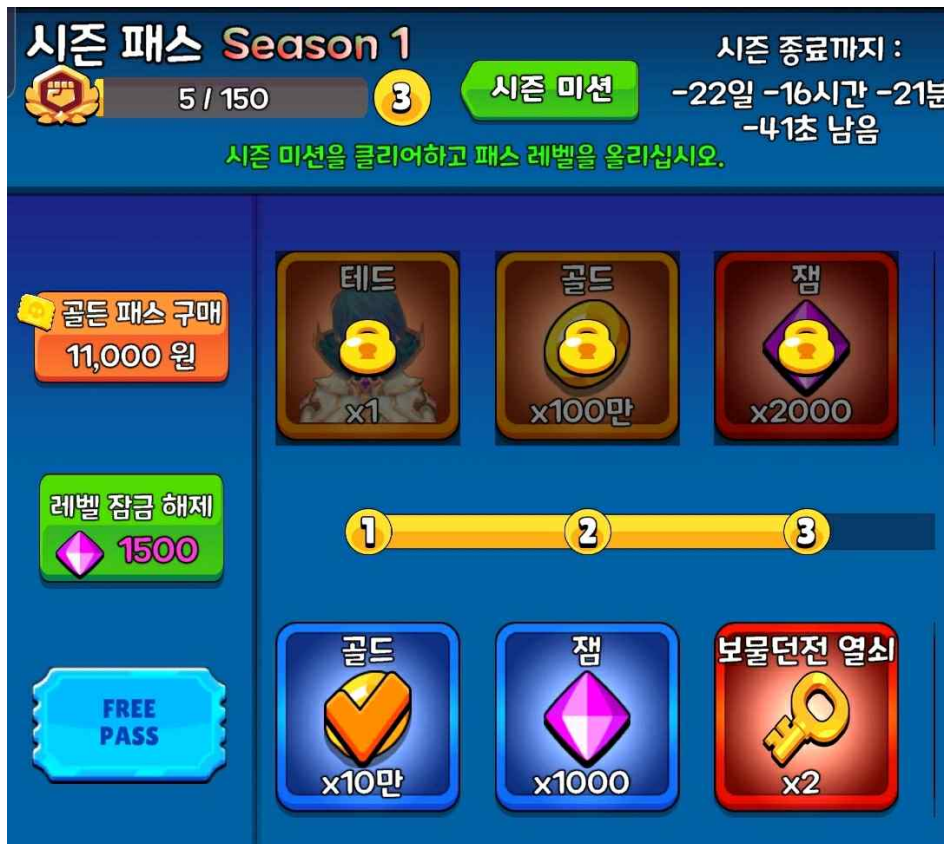 시즌 패스 Season 1
5 / 150
3
시즌 미션
시즌 종료까지 :
-22일 -16시간 -21분
-41초 남음
시즌 미션을 클리어하고 패스 레벨을 올리십시오.
골든 패스 구매
11,000 원
테드
x1
골드
x100만
잼
x2000
레벨 잠금 해제
1500
1
2
3
FREE
PASS
골드
x10만
잼
x1000
보물던전 열쇠
x2